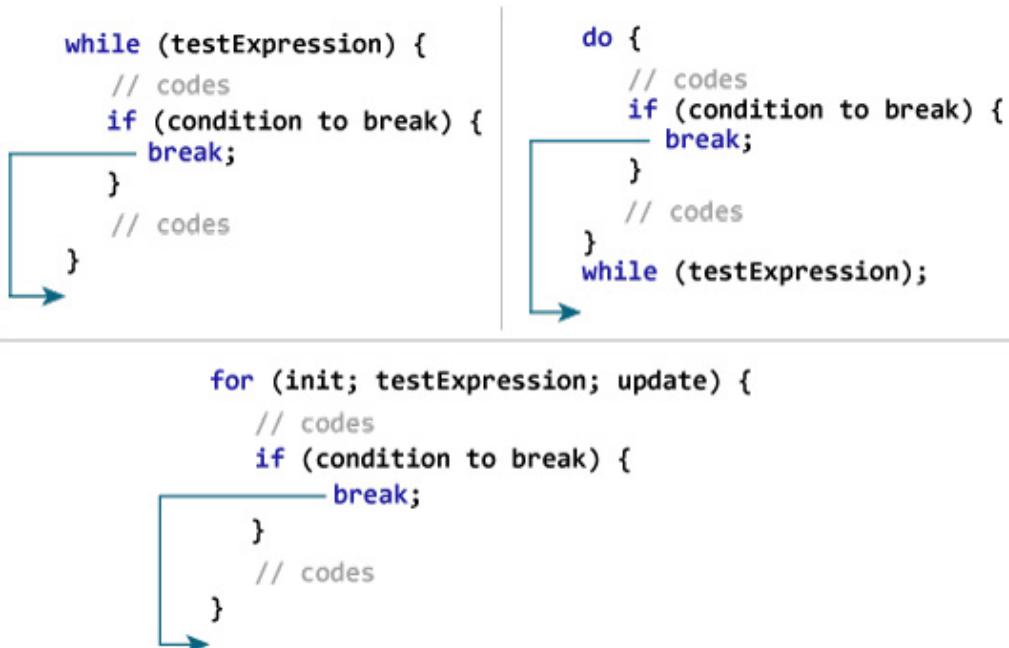 while (testExpression) {
// codes
if (condition to break) {
break;
}
// codes
}
do {
// codes
if (condition to break) {
break;
}
// codes
}
while (testExpression);
for (init; testExpression; update) {
// codes
if (condition to break) {
break;
}
// codes
}